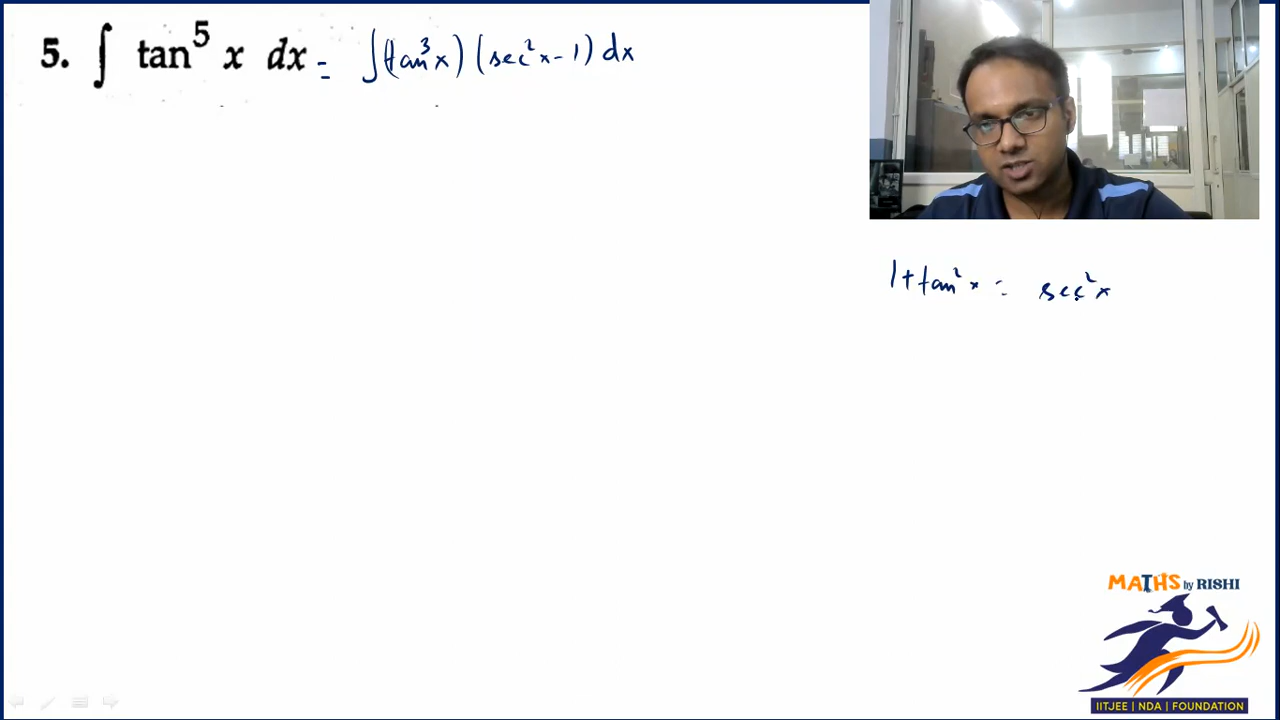 5. ∫ tan⁵ x dx = ∫(tan³x) (sec²x - 1) dx
1 + tan²x = sec²x
MATHS by RISHI
IITJEE | NDA | FOUNDATION